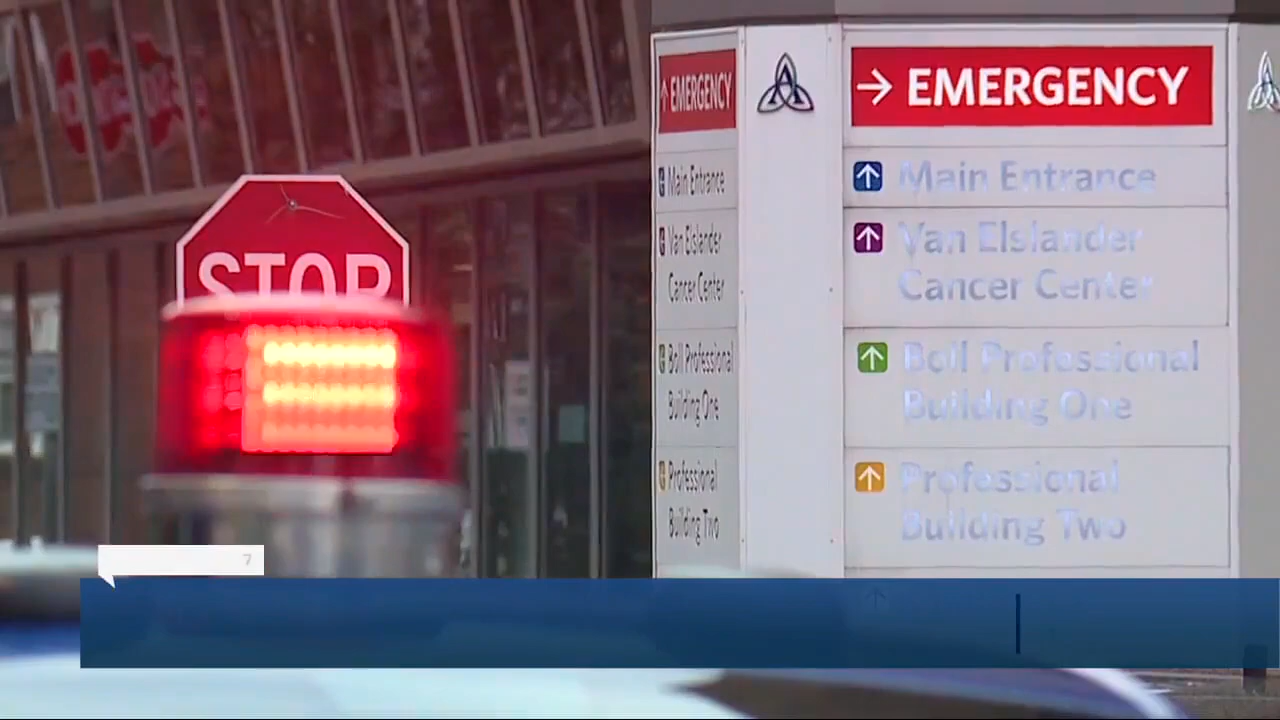 STOP
↑ EMERGENCY
Main Entrance
Van Elslander
Cancer Center
Boll Professional
Building One
Professional
Building Two
→ EMERGENCY
Main Entrance
Van Elslander
Cancer Center
Boll Professional
Building One
Professional
Building Two
7